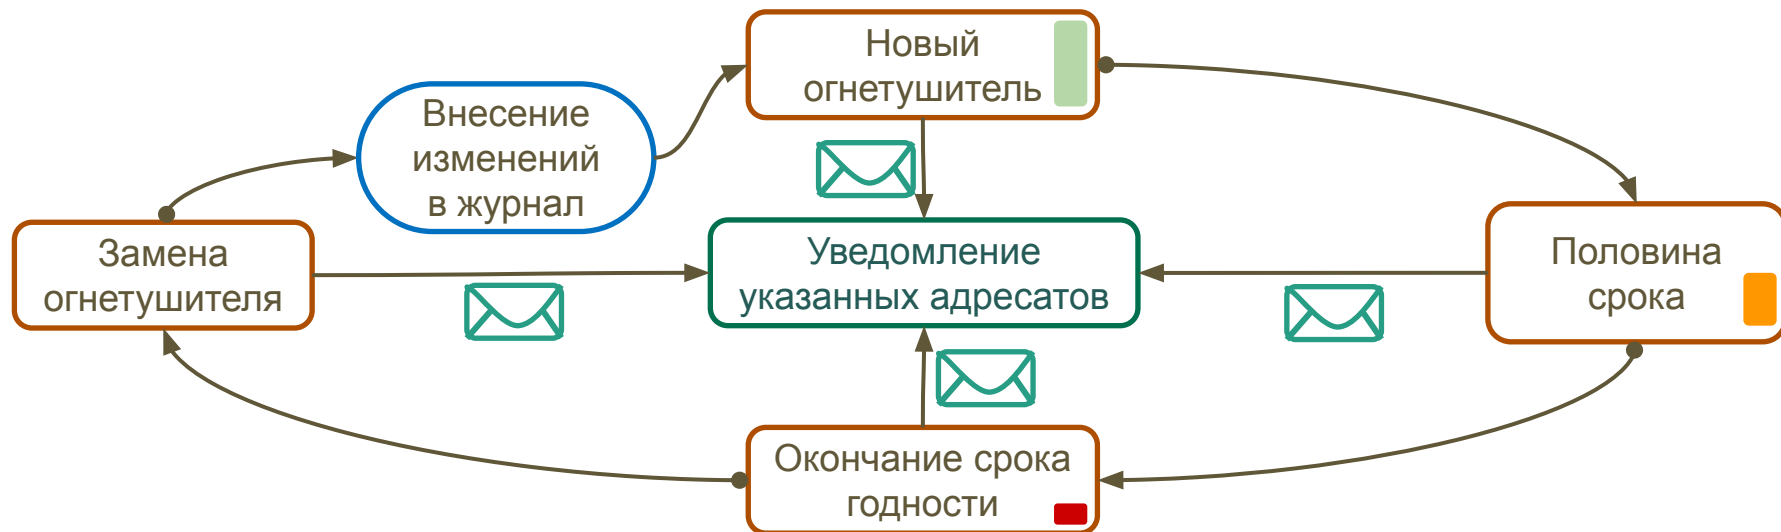 Новый
огнетушитель
Внесение
изменений
в журнал
Замена
огнетушителя
Уведомление
указанных адресатов
Половина
срока
Окончание срока
годности